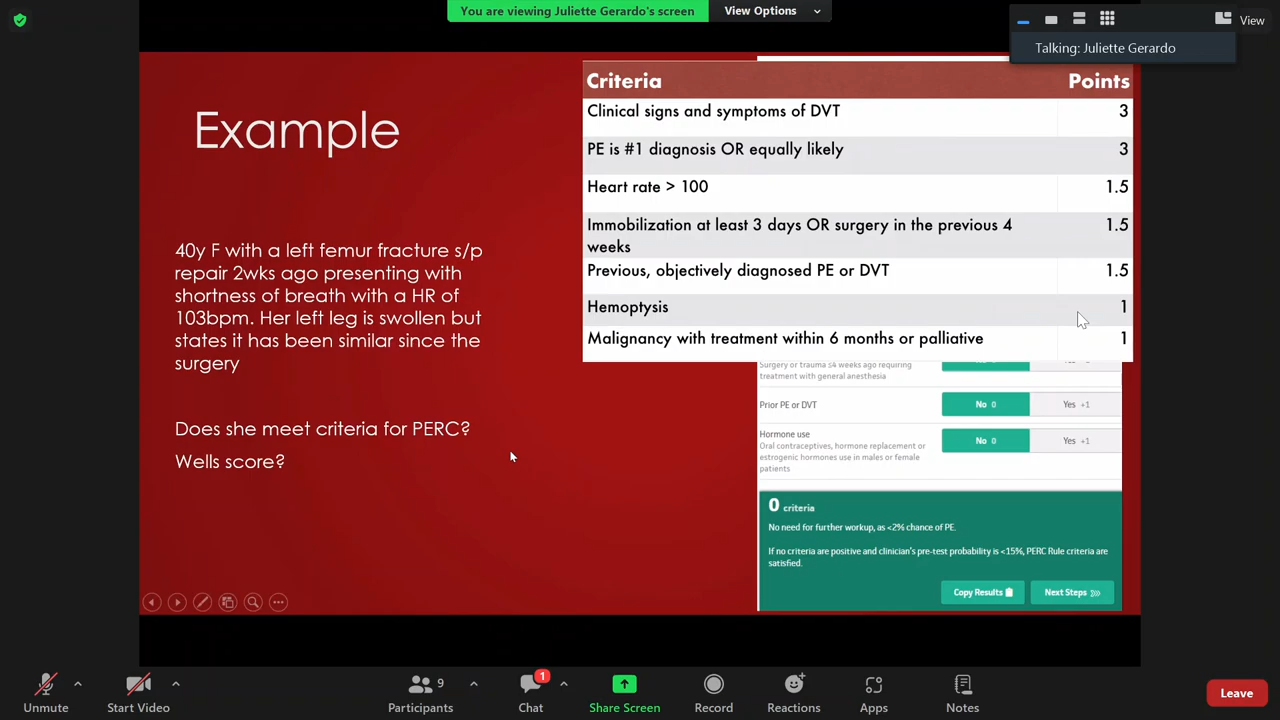 You are viewing Juliette Gerardo's screen
View Options
View
Talking: Juliette Gerardo
Example
40y F with a left femur fracture s/p
repair 2wks ago presenting with
shortness of breath with a HR of
103bpm. Her left leg is swollen but
states it has been similar since the
surgery
Does she meet criteria for PERC?
Wells score?
Criteria Points
Clinical signs and symptoms of DVT 3
PE is #1 diagnosis OR equally likely 3
Heart rate > 100 1.5
Immobilization at least 3 days OR surgery in the previous 4
weeks 1.5
Previous, objectively diagnosed PE or DVT 1.5
Hemoptysis 1
Malignancy with treatment within 6 months or palliative 1
Surgery or trauma ≤4 weeks ago requiring
treatment with general anesthesia
Prior PE or DVT No 0 Yes +1
Hormone use No 0 Yes +1
Oral contraceptives, hormone replacement or
estrogenic hormones use in males or female
patients
0 criteria
No need for further workup, as <2% chance of PE.
If no criteria are positive and clinician's pre-test probability is <15%, PERC Rule criteria are
satisfied.
Copy Results Next Steps
Unmute
Start Video
9
Participants
1
Chat
Share Screen
Record
Reactions
Apps
Notes
Leave